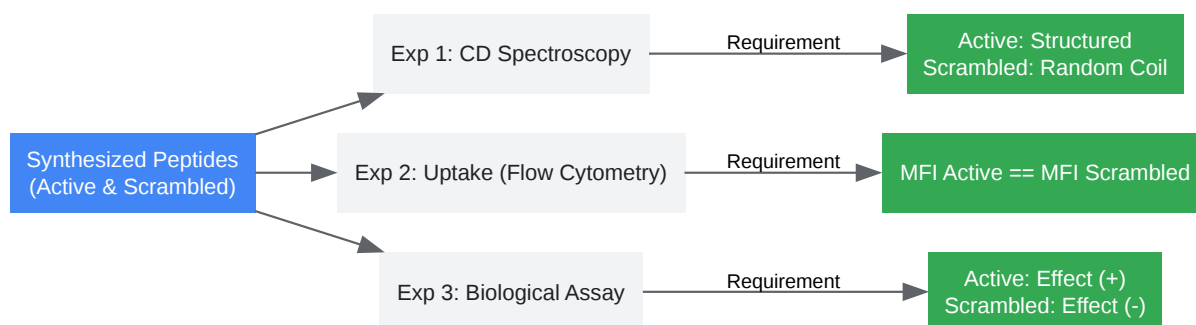 Synthesized Peptides
(Active & Scrambled)
Exp 1: CD Spectroscopy
Requirement
Active: Structured
Scrambled: Random Coil
Exp 2: Uptake (Flow Cytometry)
Requirement
MFI Active == MFI Scrambled
Exp 3: Biological Assay
Requirement
Active: Effect (+)
Scrambled: Effect (-)